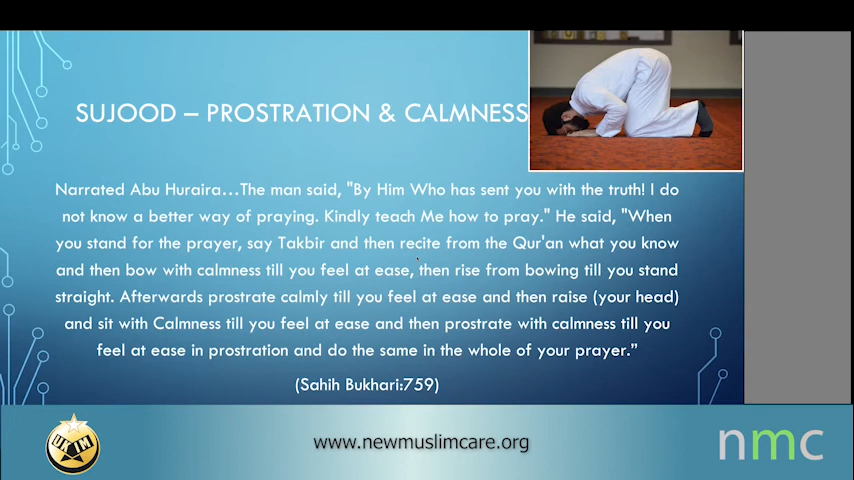 SUJOOD – PROSTRATION & CALMNESS
Narrated Abu Huraira…The man said, "By Him Who has sent you with the truth! I do
not know a better way of praying. Kindly teach Me how to pray." He said, "When
you stand for the prayer, say Takbir and then recite from the Qur'an what you know
and then bow with calmness till you feel at ease, then rise from bowing till you stand
straight. Afterwards prostrate calmly till you feel at ease and then raise (your head)
and sit with Calmness till you feel at ease and then prostrate with calmness till you
feel at ease in prostration and do the same in the whole of your prayer.”
(Sahih Bukhari:759)
UKIM
www.newmuslimcare.org
nmc